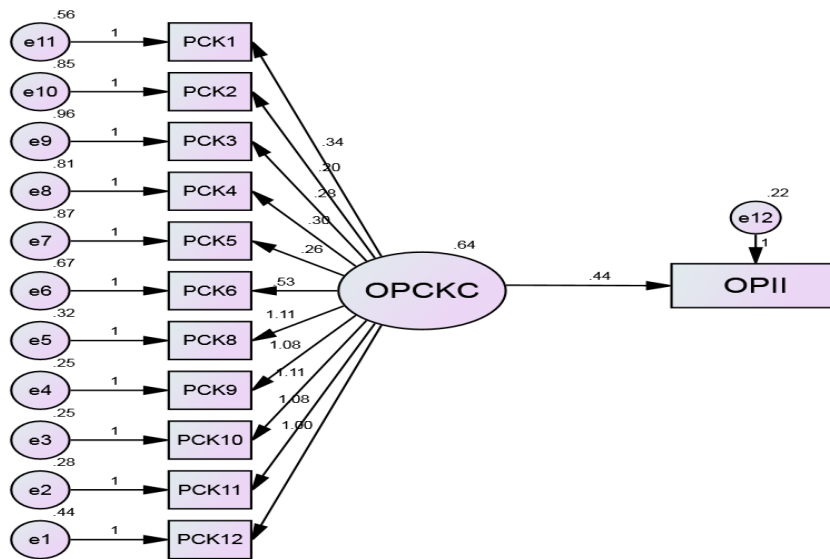 .56
e11 1 PCK1
.85
e10 1 PCK2
.96
e9 1 PCK3
.81
e8 1 PCK4
.87
e7 1 PCK5
.67
e6 1 PCK6
.32
e5 1 PCK8
.25
e4 1 PCK9
.25
e3 1 PCK10
.28
e2 1 PCK11
.44
e1 1 PCK12
.34
.20
.28
.30
.26
.53
1.11
1.08
1.11
1.08
1.00
.64
OPCKC
.44
.22
e12
1
OPII